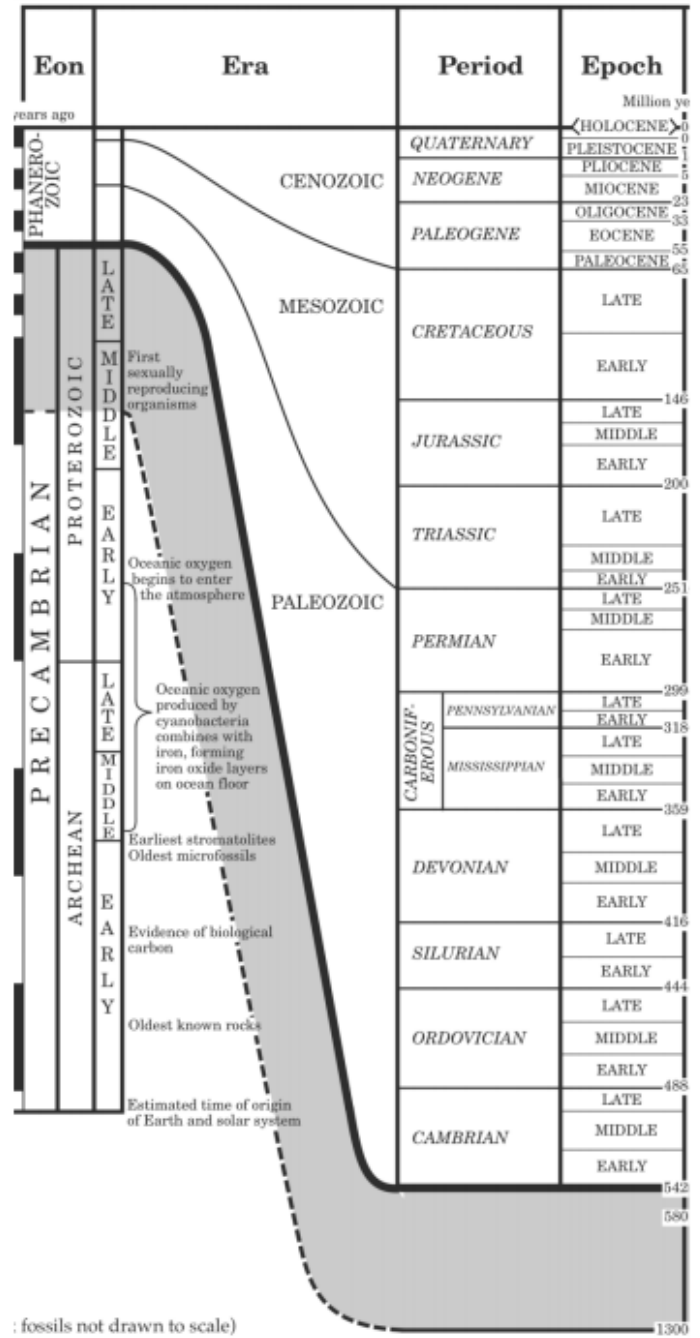 Eon
Era
Period
Epoch
years ago
Million ye
PHANERO-
ZOIC
PRECAMBRIAN
PROTEROZOIC
ARCHEAN
LATE
MIDDLE
EARLY
LATE
MIDDLE
EARLY
First
sexually
reproducing
organisms
Oceanic oxygen
begins to enter
the atmosphere
Oceanic oxygen
produced by
cyanobacteria
combines with
iron, forming
iron oxide layers
on ocean floor
Earliest stromatolites
Oldest microfossils
Evidence of biological
carbon
Oldest known rocks
Estimated time of origin
of Earth and solar system
CENOZOIC
MESOZOIC
PALEOZOIC
QUATERNARY
NEOGENE
PALEOGENE
CRETACEOUS
JURASSIC
TRIASSIC
PERMIAN
CARBONIF-
EROUS
PENNSYLVANIAN
MISSISSIPPIAN
DEVONIAN
SILURIAN
ORDOVICIAN
CAMBRIAN
HOLOCENE 0
0
PLEISTOCENE
1
PLIOCENE
5
MIOCENE
23
OLIGOCENE
33
EOCENE
55
PALEOCENE
65
LATE
EARLY
146
LATE
MIDDLE
EARLY
200
LATE
MIDDLE
EARLY
251
LATE
MIDDLE
EARLY
299
LATE
EARLY
318
LATE
MIDDLE
EARLY
359
LATE
MIDDLE
EARLY
416
LATE
EARLY
444
LATE
MIDDLE
EARLY
488
LATE
MIDDLE
EARLY
542
580
1300
fossils not drawn to scale)